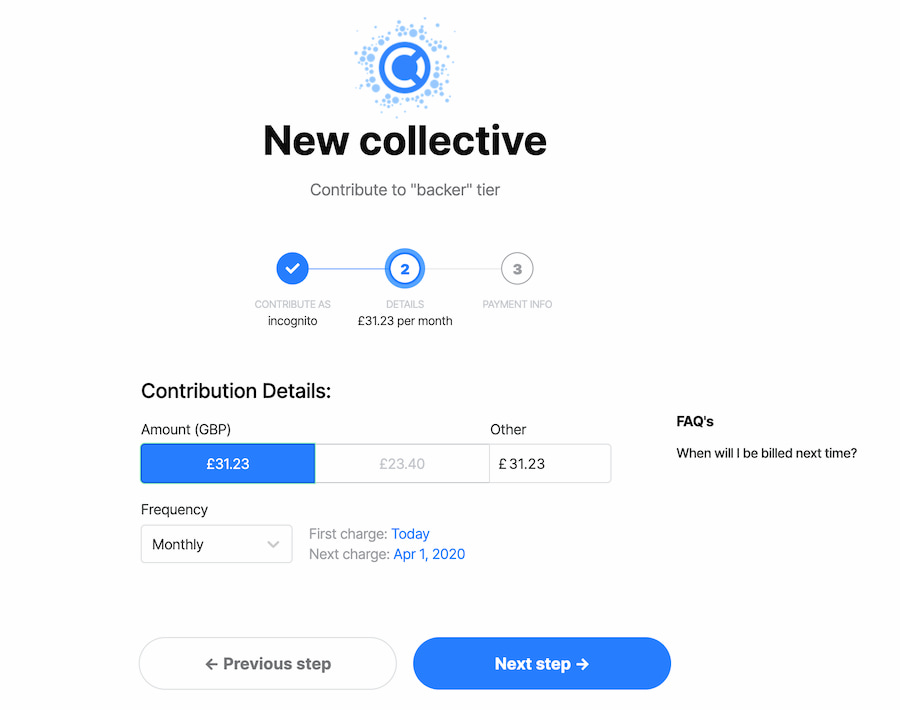 New collective
Contribute to "backer" tier
2
3
CONTRIBUTE AS
DETAILS
PAYMENT INFO
incognito
£31.23 per month
Contribution Details:
Amount (GBP)
Other
£31.23
£23.40
£ 31.23
Frequency
Monthly
First charge: Today
Next charge: Apr 1, 2020
FAQ's
When will I be billed next time?
← Previous step
Next step →